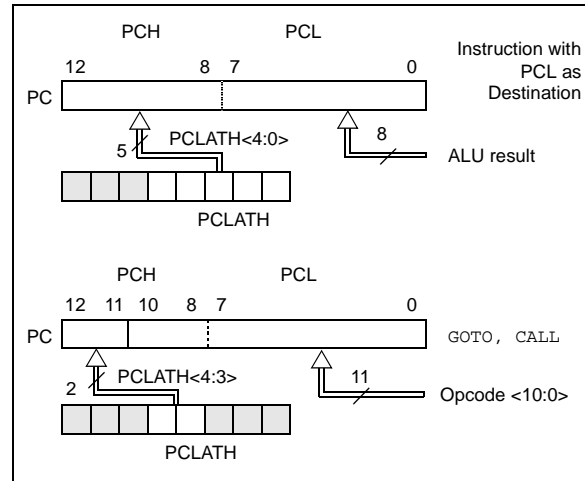 PCH PCL
12 8 7 0
Instruction with
PCL as
Destination
PC
PCLATH<4:0>
5
8
ALU result
PCLATH
PCH PCL
12 11 10 8 7 0
PC
GOTO, CALL
PCLATH<4:3>
2
11
Opcode <10:0>
PCLATH